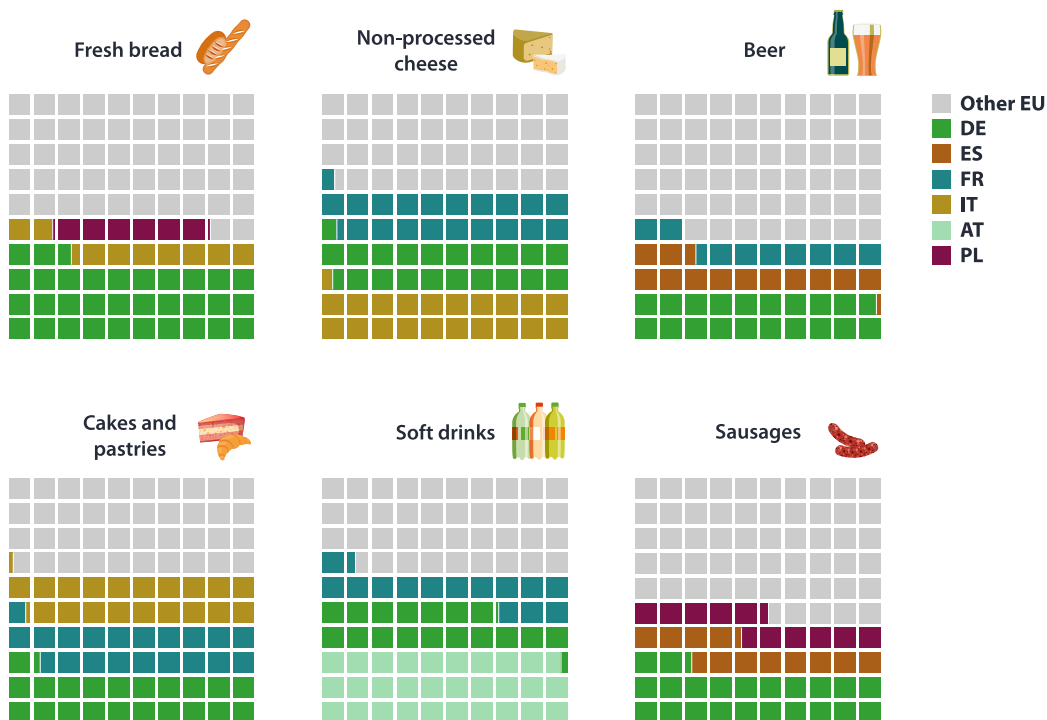 Fresh bread
Non-processed
cheese
Beer
Other EU
DE
ES
FR
IT
AT
PL
Cakes and
pastries
Soft drinks
Sausages